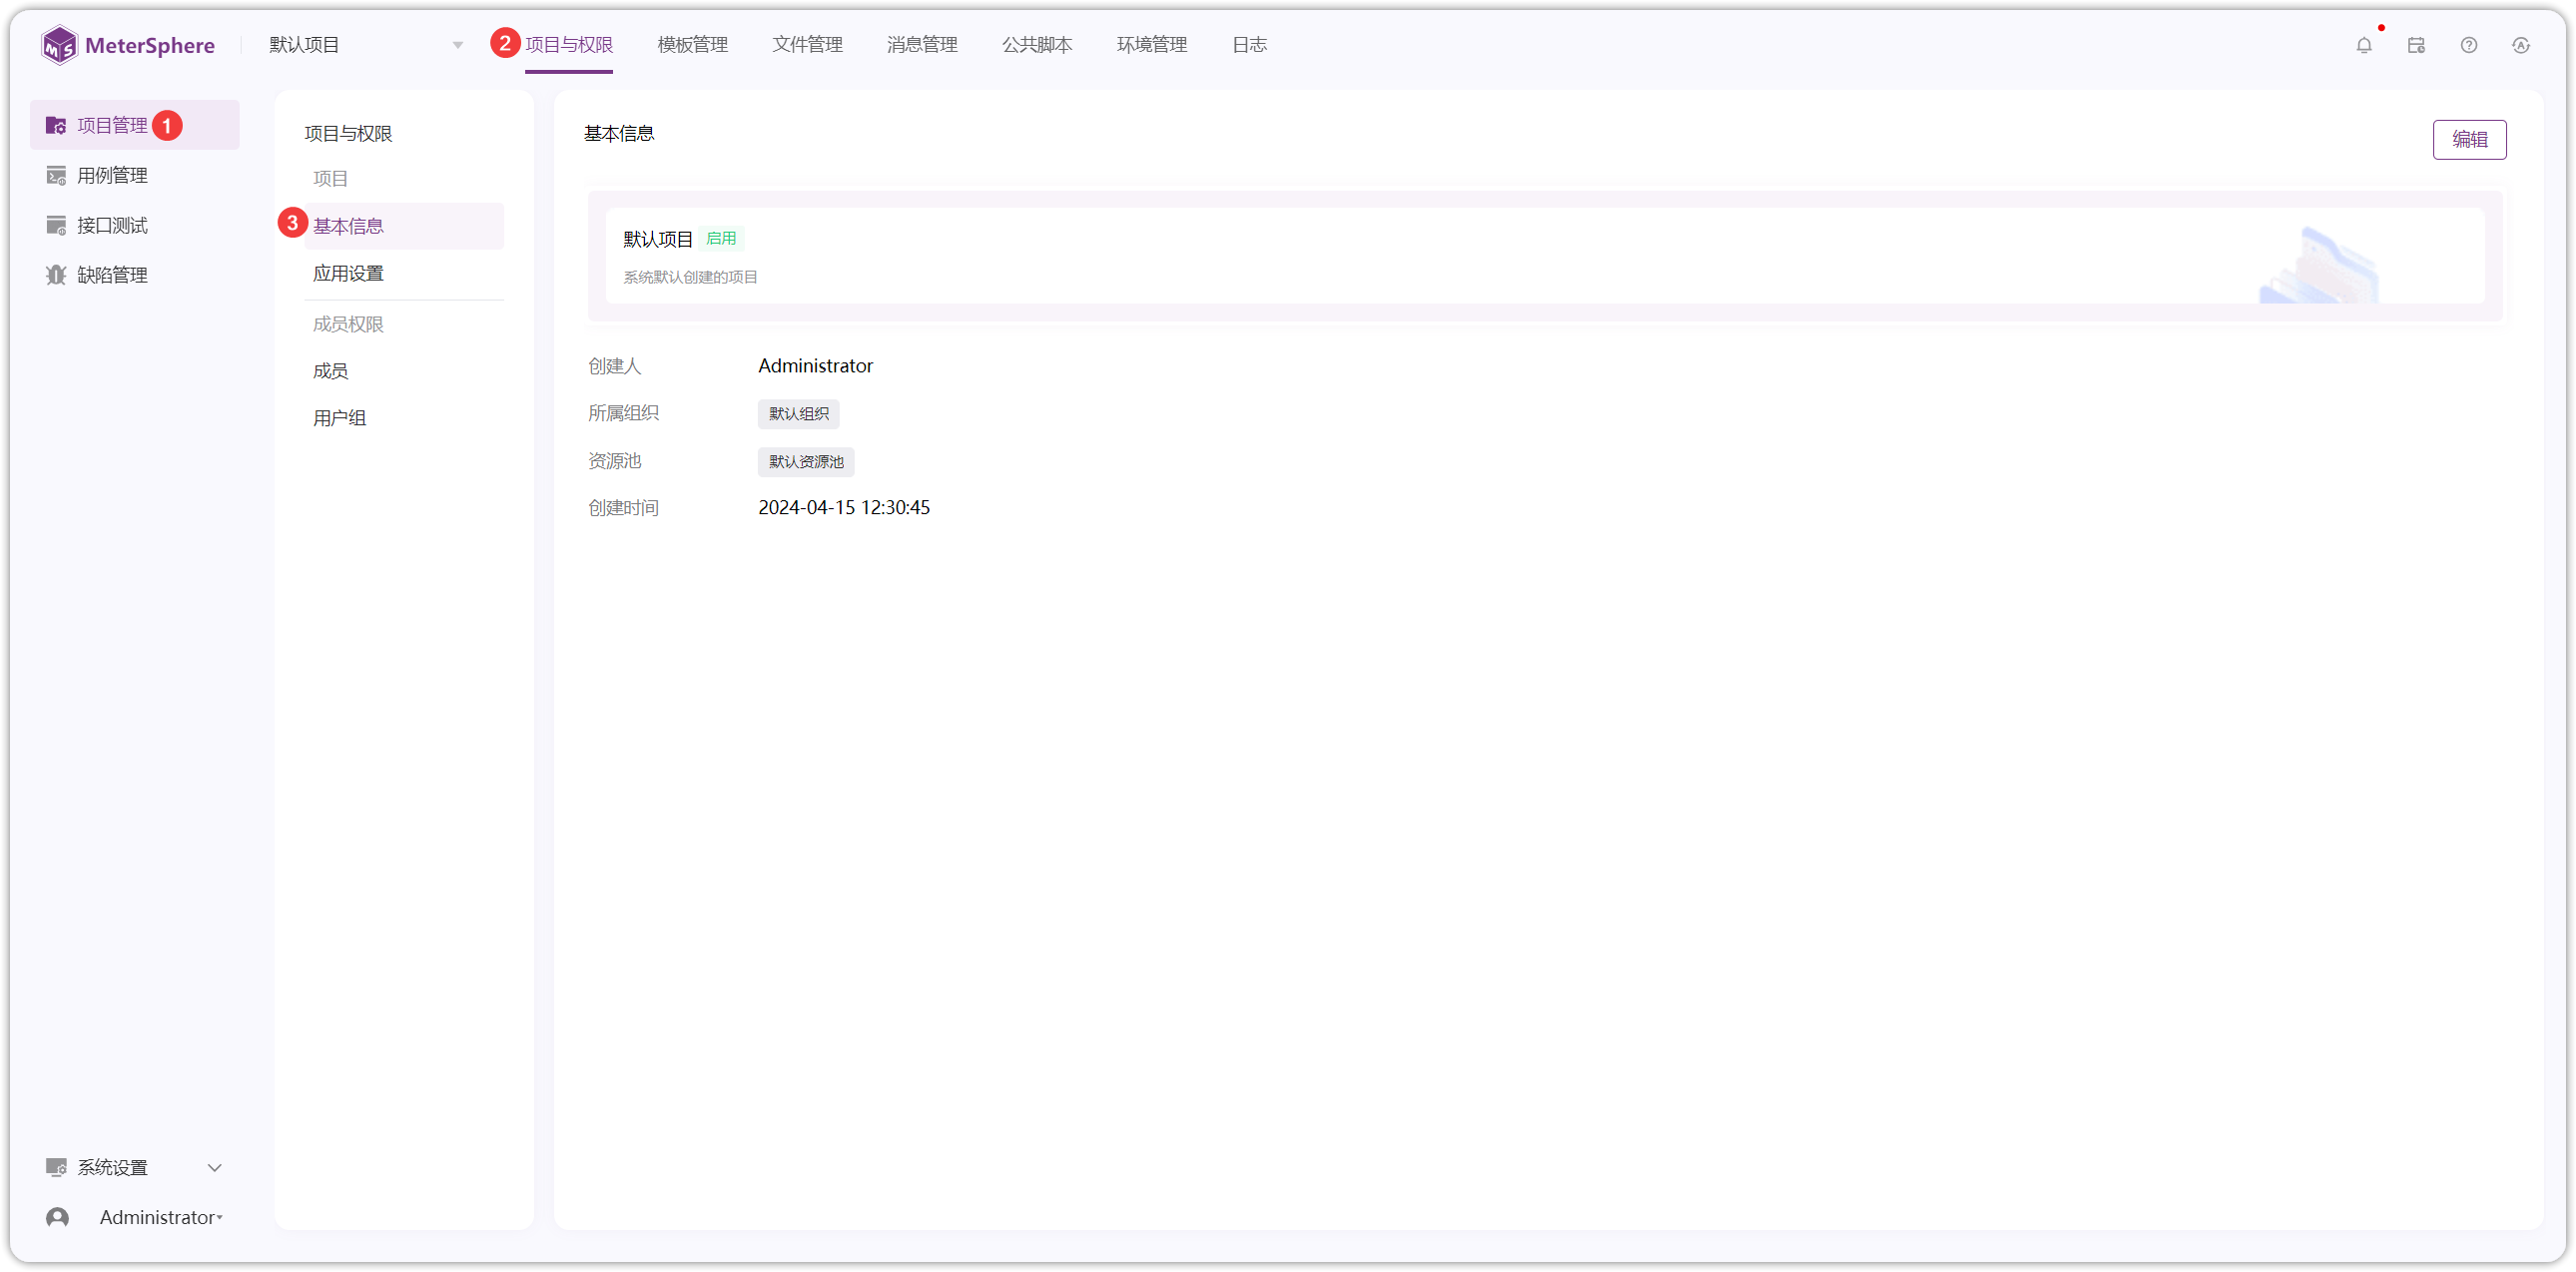 MeterSphere
默认项目
2 项目与权限 模板管理 文件管理 消息管理 公共脚本 环境管理 日志
项目管理 1
用例管理
接口测试
缺陷管理
系统设置
Administrator
项目与权限
项目
3 基本信息
应用设置
成员权限
成员
用户组
基本信息
编辑
默认项目 启用
系统默认创建的项目
创建人 Administrator
所属组织 默认组织
资源池 默认资源池
创建时间 2024-04-15 12:30:45